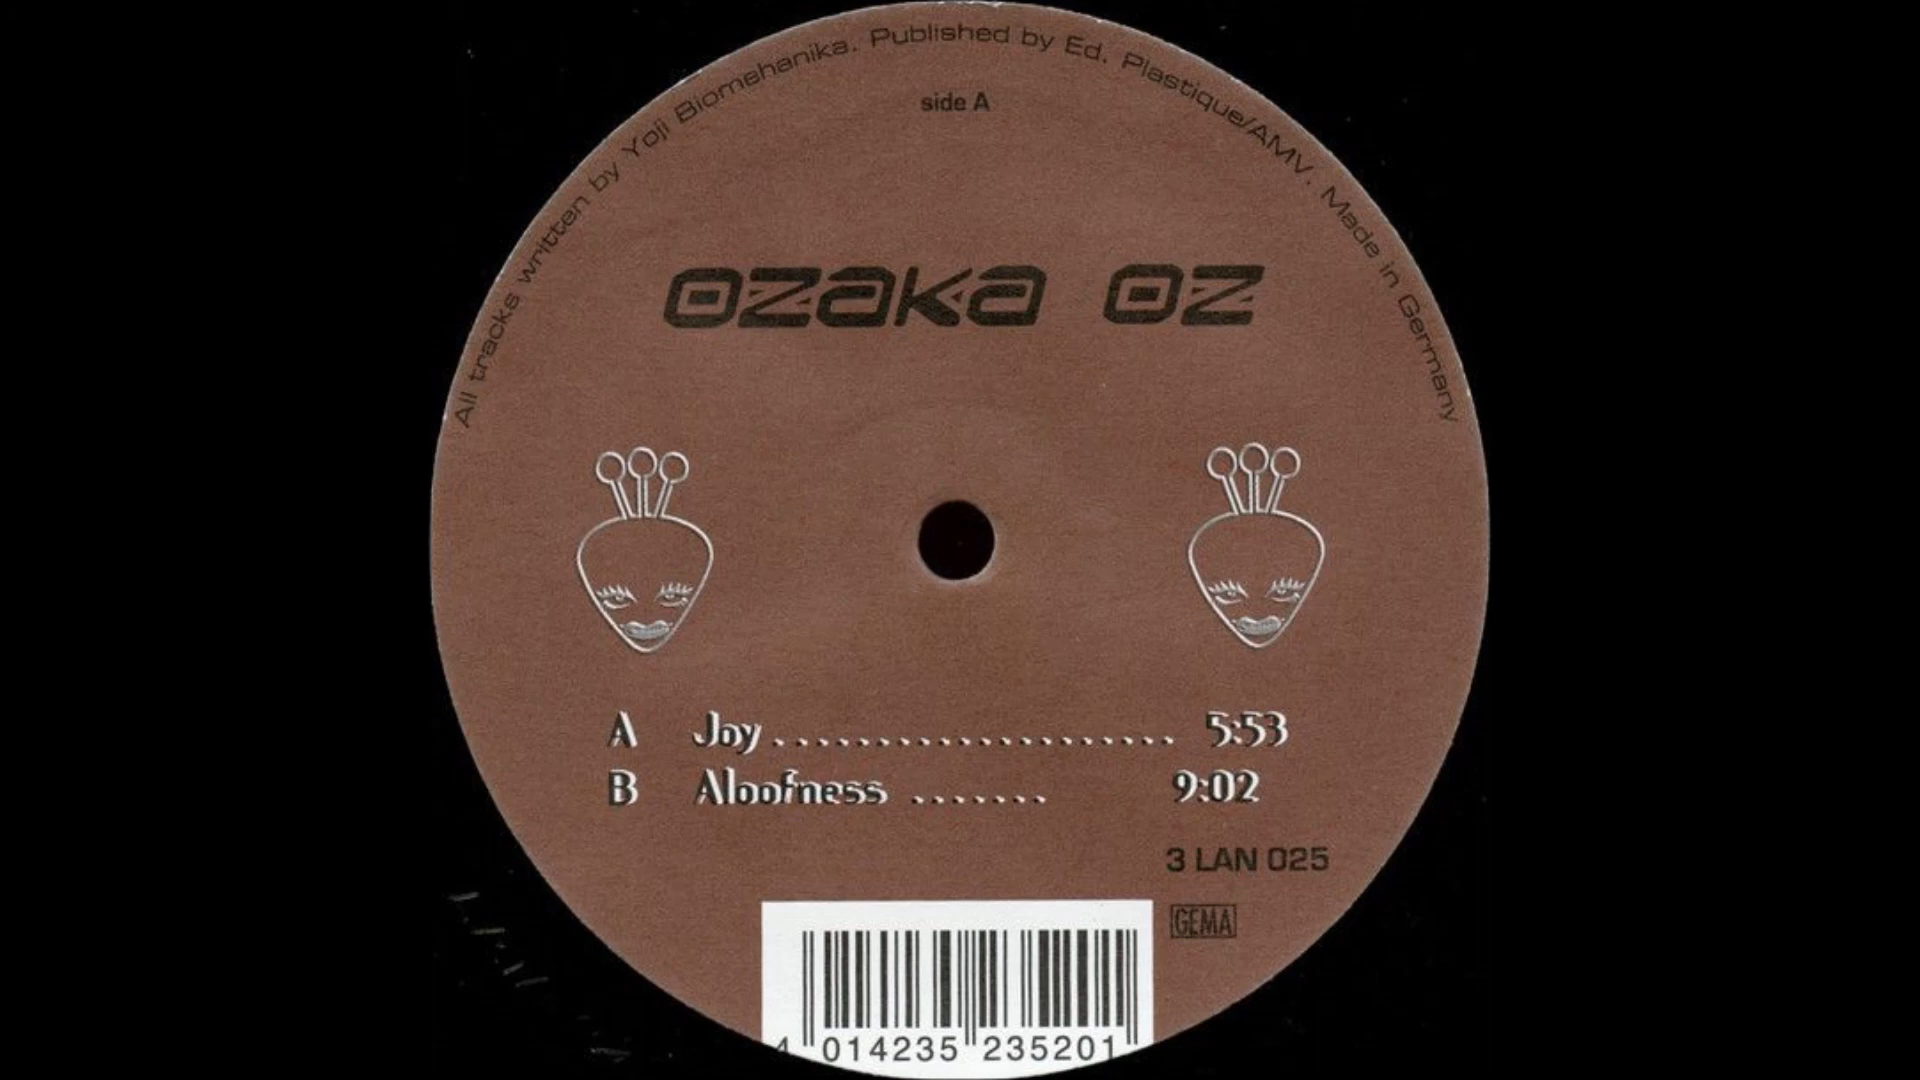 All tracks written by Yoji Biomehanika. Published by Ed. Plastique/AMV. Made in Germany
side A
OZAKA OZ
A Joy ..................... 5:53
B Aloofness ....... 9:02
3 LAN 025
GEMA
4 014235 235201